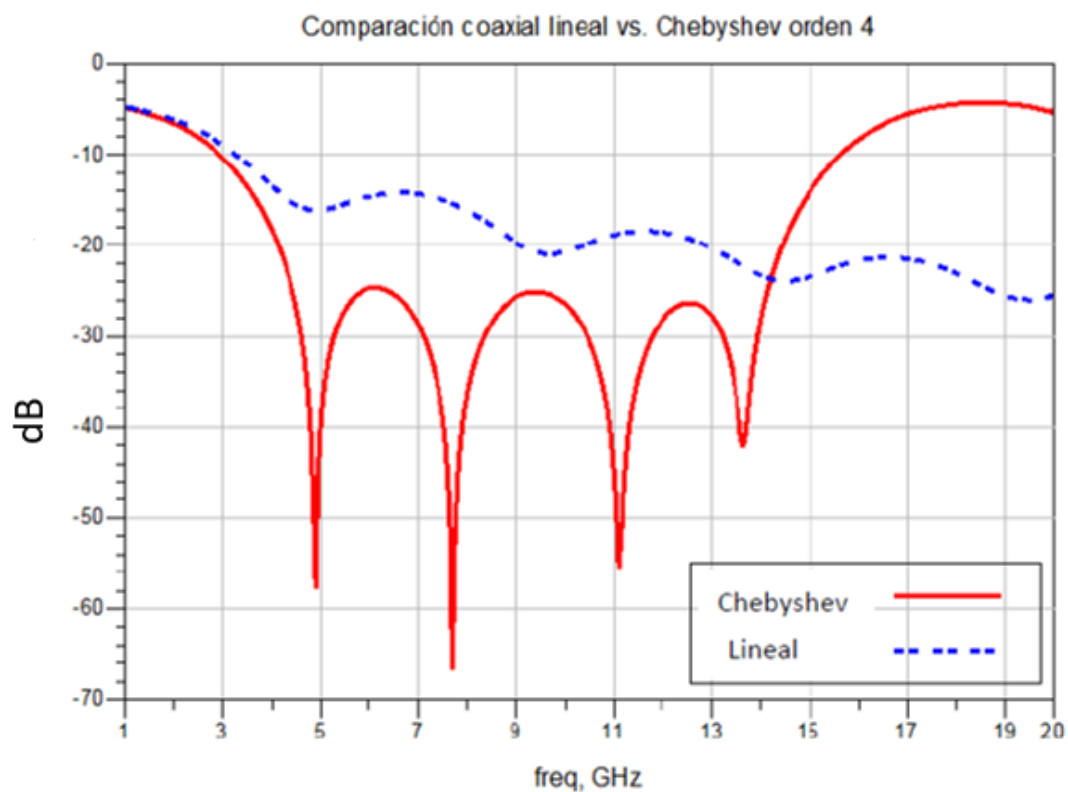 Comparación coaxial lineal vs. Chebyshev orden 4
0
-10
-20
-30
-40
-50
-60
-70
dB
Chebyshev
Lineal
1 3 5 7 9 11 13 15 17 19 20
freq, GHz